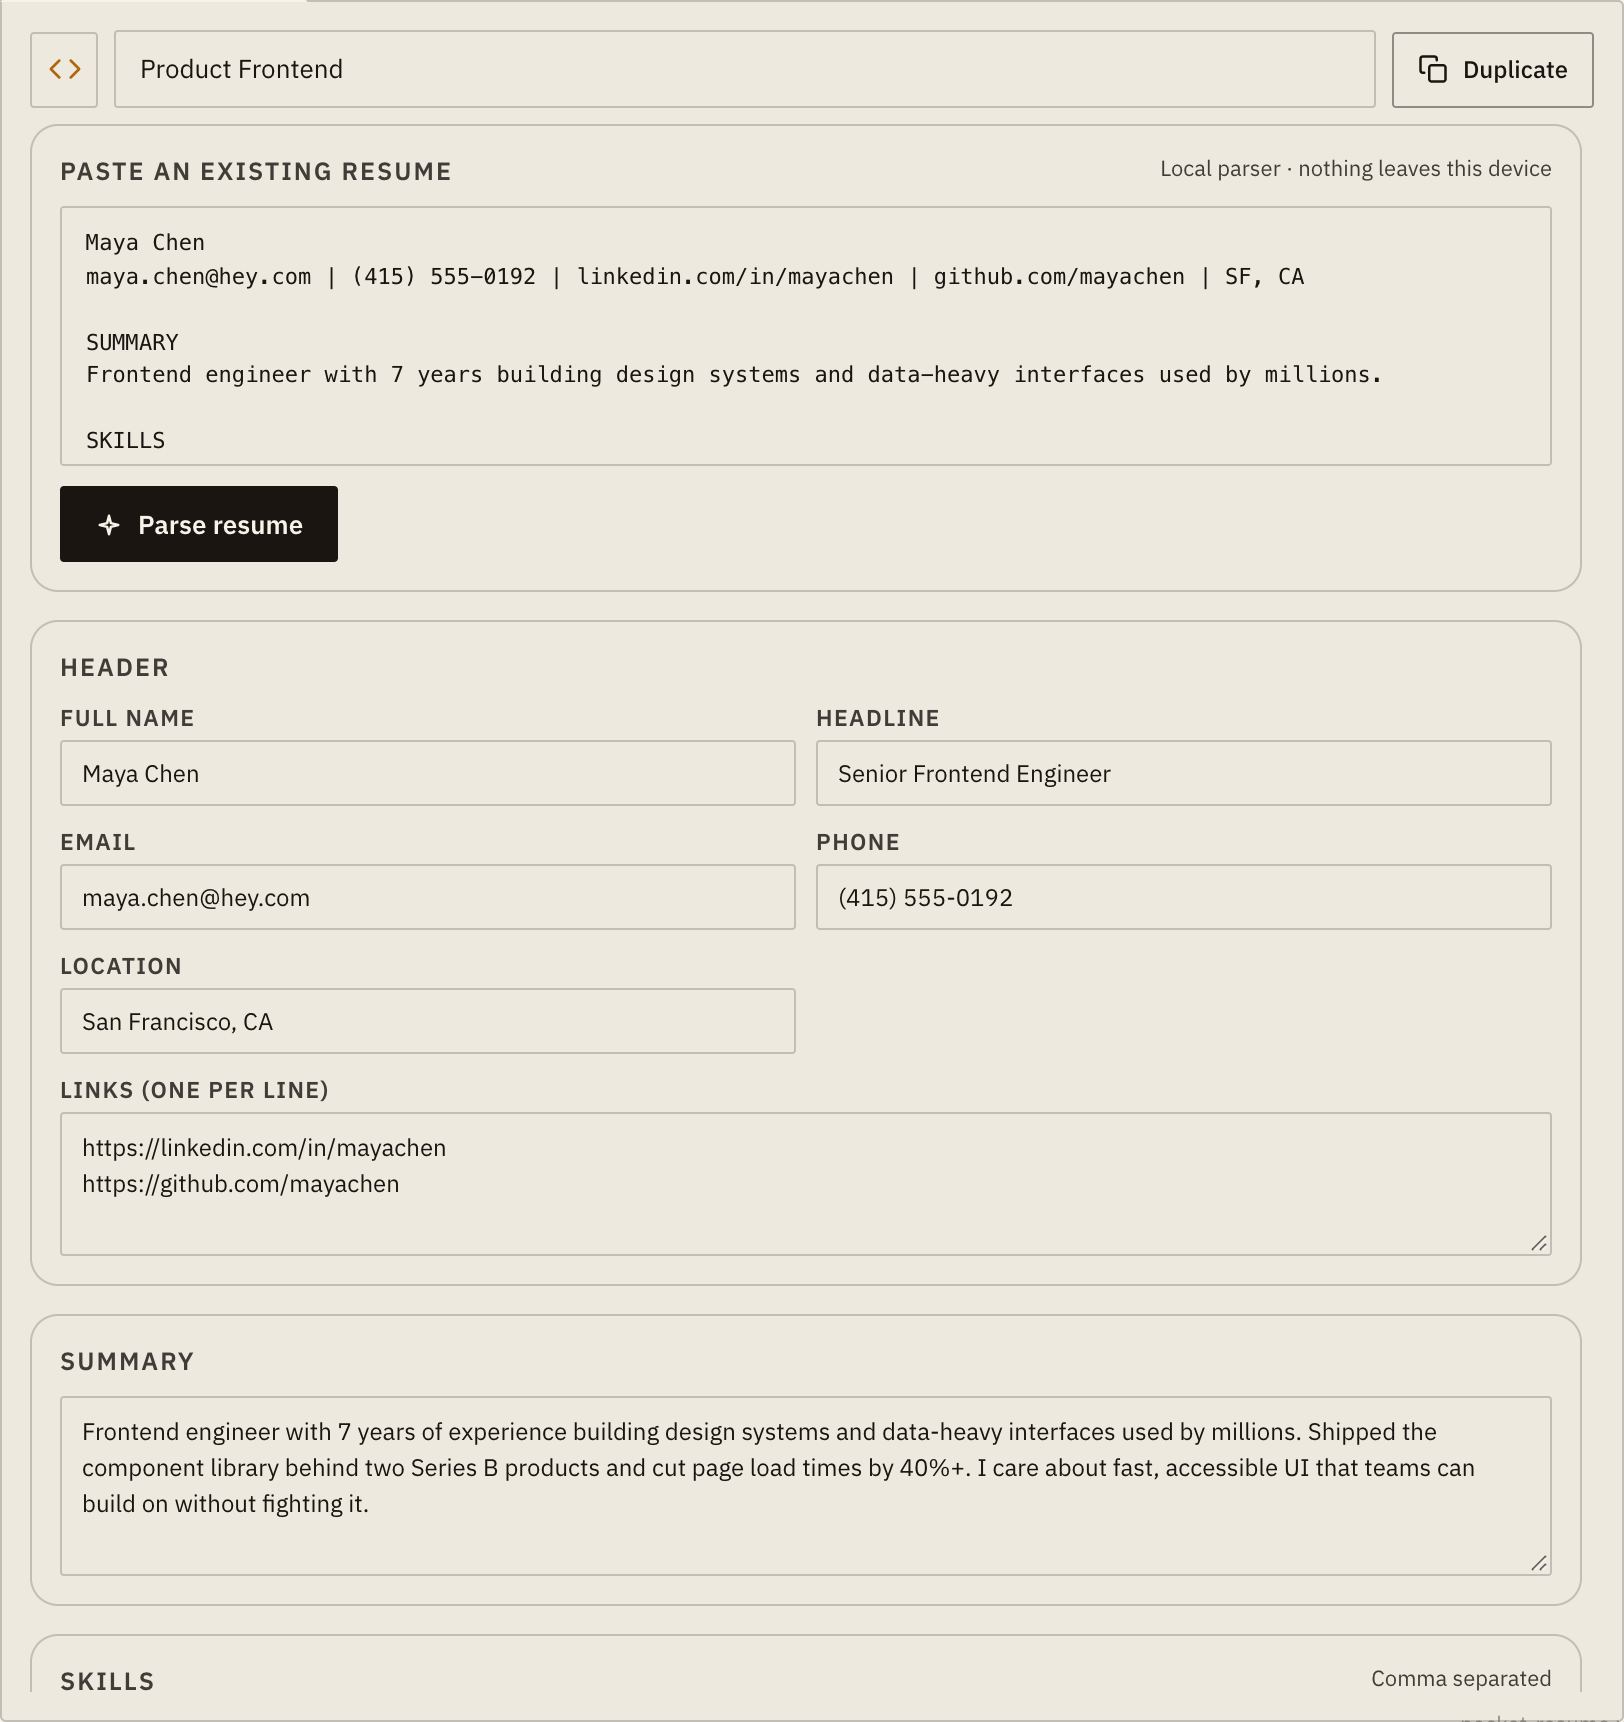 Product Frontend
Duplicate
PASTE AN EXISTING RESUME
Local parser · nothing leaves this device
Maya Chen
maya.chen@hey.com | (415) 555-0192 | linkedin.com/in/mayachen | github.com/mayachen | SF, CA
SUMMARY
Frontend engineer with 7 years building design systems and data-heavy interfaces used by millions.
SKILLS
Parse resume
HEADER
FULL NAME
Maya Chen
HEADLINE
Senior Frontend Engineer
EMAIL
maya.chen@hey.com
PHONE
(415) 555-0192
LOCATION
San Francisco, CA
LINKS (ONE PER LINE)
https://linkedin.com/in/mayachen
https://github.com/mayachen
SUMMARY
Frontend engineer with 7 years of experience building design systems and data-heavy interfaces used by millions. Shipped the
component library behind two Series B products and cut page load times by 40%+. I care about fast, accessible UI that teams can
build on without fighting it.
SKILLS
Comma separated